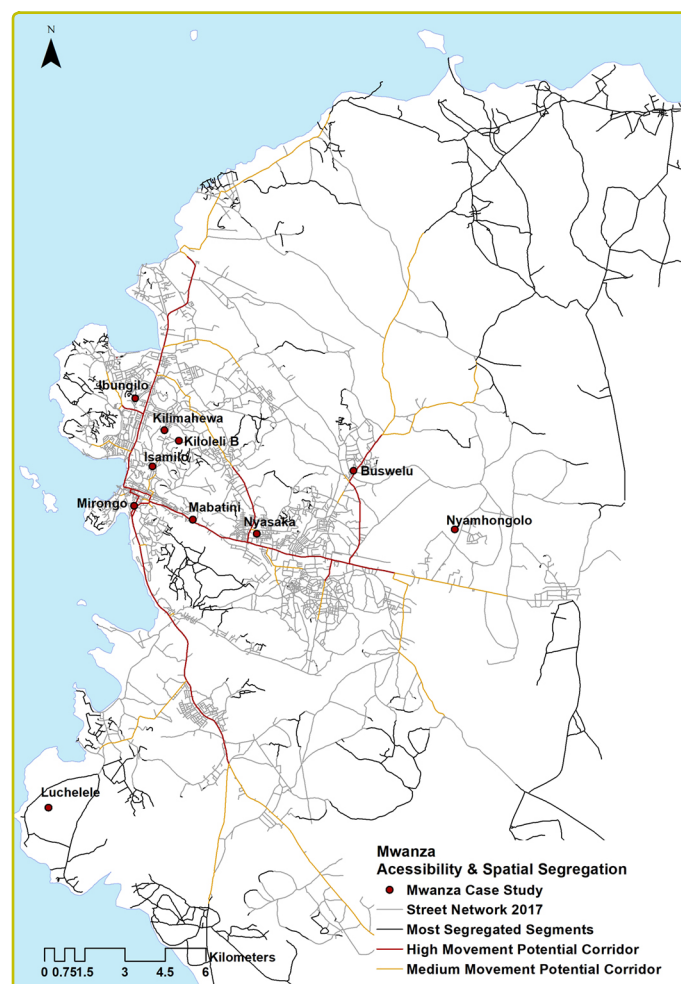 N
Ibungilo
Kilimahewa
Kiloleli B
Isamilo
Buswelu
Mirongo
Mabatini
Nyamhongolo
Nyasaka
Luchelele
Mwanza
Acessibility & Spatial Segregation
Mwanza Case Study
Street Network 2017
Most Segregated Segments
High Movement Potential Corridor
Medium Movement Potential Corridor
Kilometers
0 0.751.5 3 4.5 6